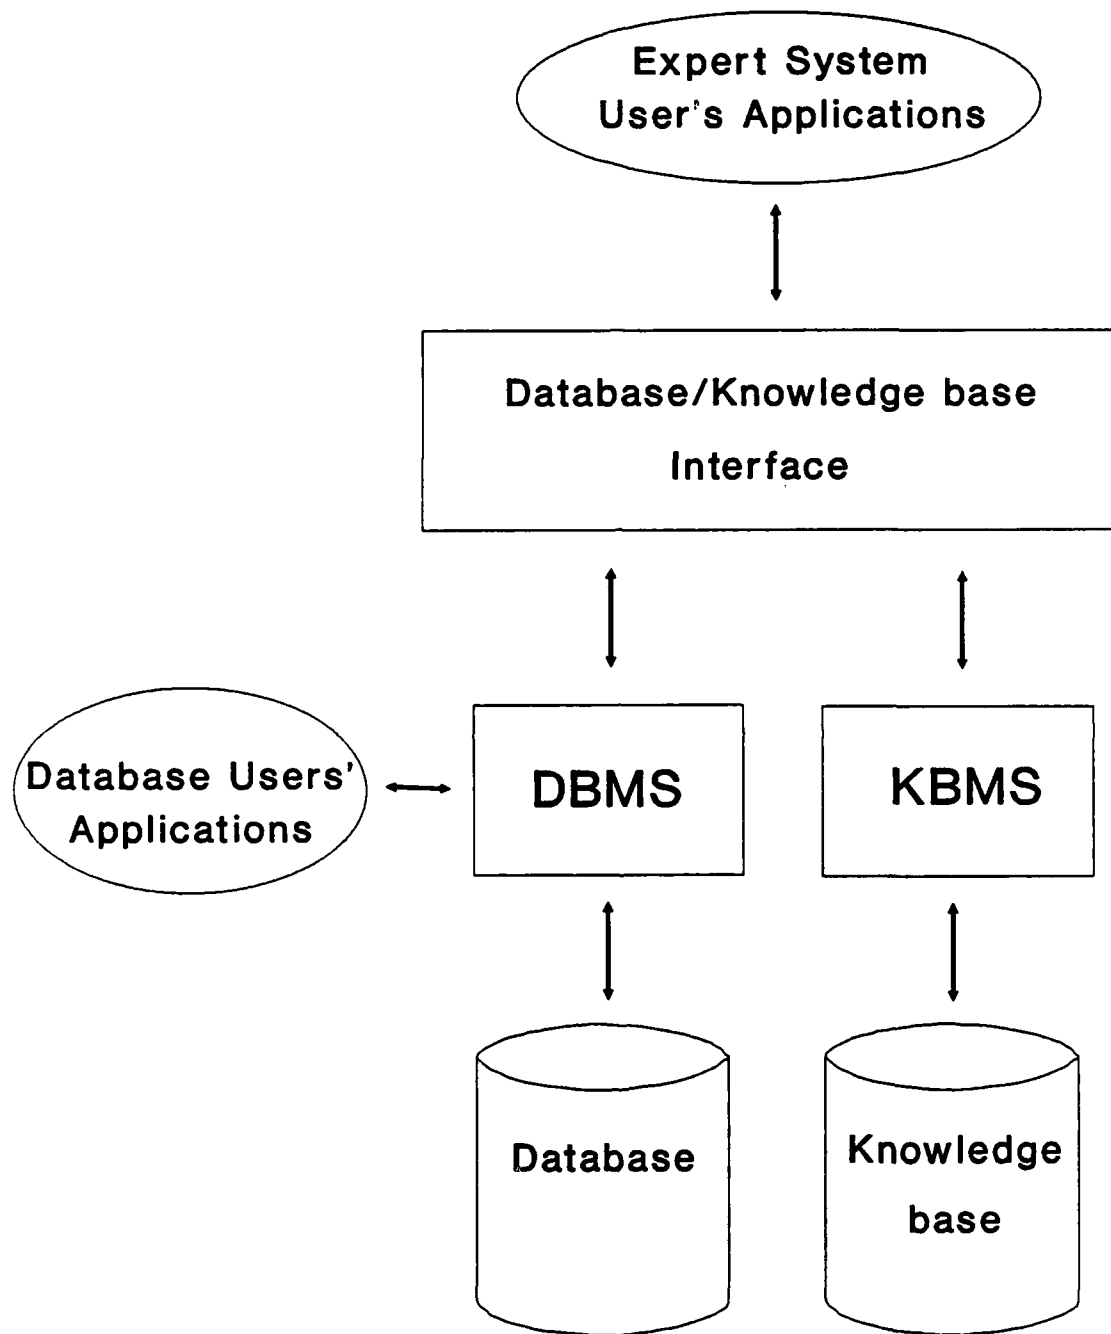 Expert System
User's Applications
Database/Knowledge base
Interface
Database Users'
Applications
DBMS
KBMS
Database
Knowledge
base